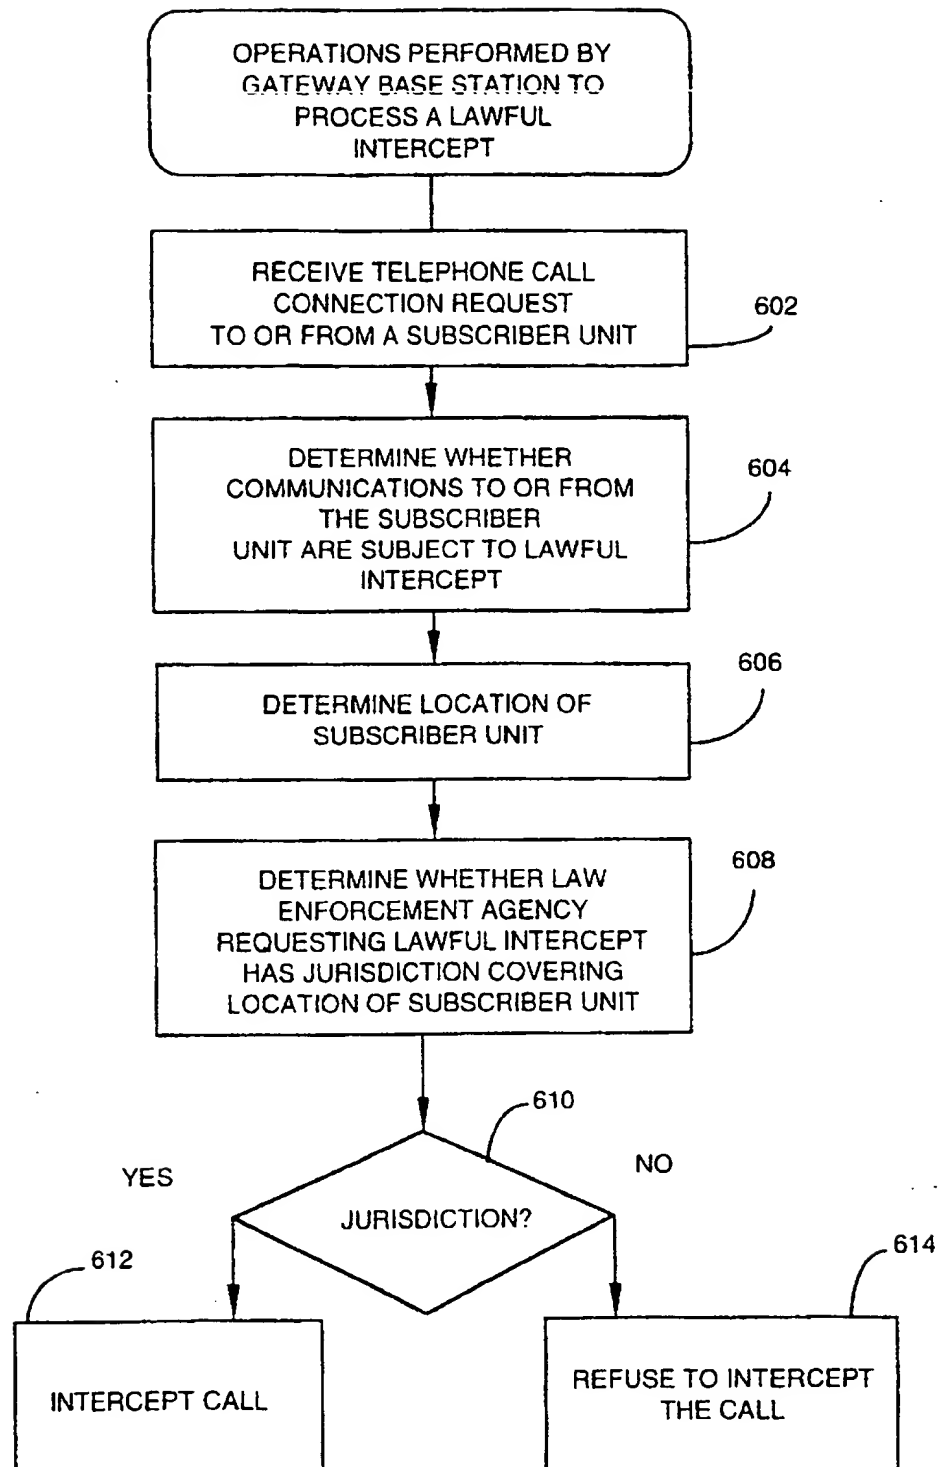 OPERATIONS PERFORMED BY
GATEWAY BASE STATION TO
PROCESS A LAWFUL
INTERCEPT
RECEIVE TELEPHONE CALL
CONNECTION REQUEST
TO OR FROM A SUBSCRIBER UNIT
602
DETERMINE WHETHER
COMMUNICATIONS TO OR FROM
THE SUBSCRIBER
UNIT ARE SUBJECT TO LAWFUL
INTERCEPT
604
DETERMINE LOCATION OF
SUBSCRIBER UNIT
606
DETERMINE WHETHER LAW
ENFORCEMENT AGENCY
REQUESTING LAWFUL INTERCEPT
HAS JURISDICTION COVERING
LOCATION OF SUBSCRIBER UNIT
608
610
YES
NO
JURISDICTION?
612
614
INTERCEPT CALL
REFUSE TO INTERCEPT
THE CALL